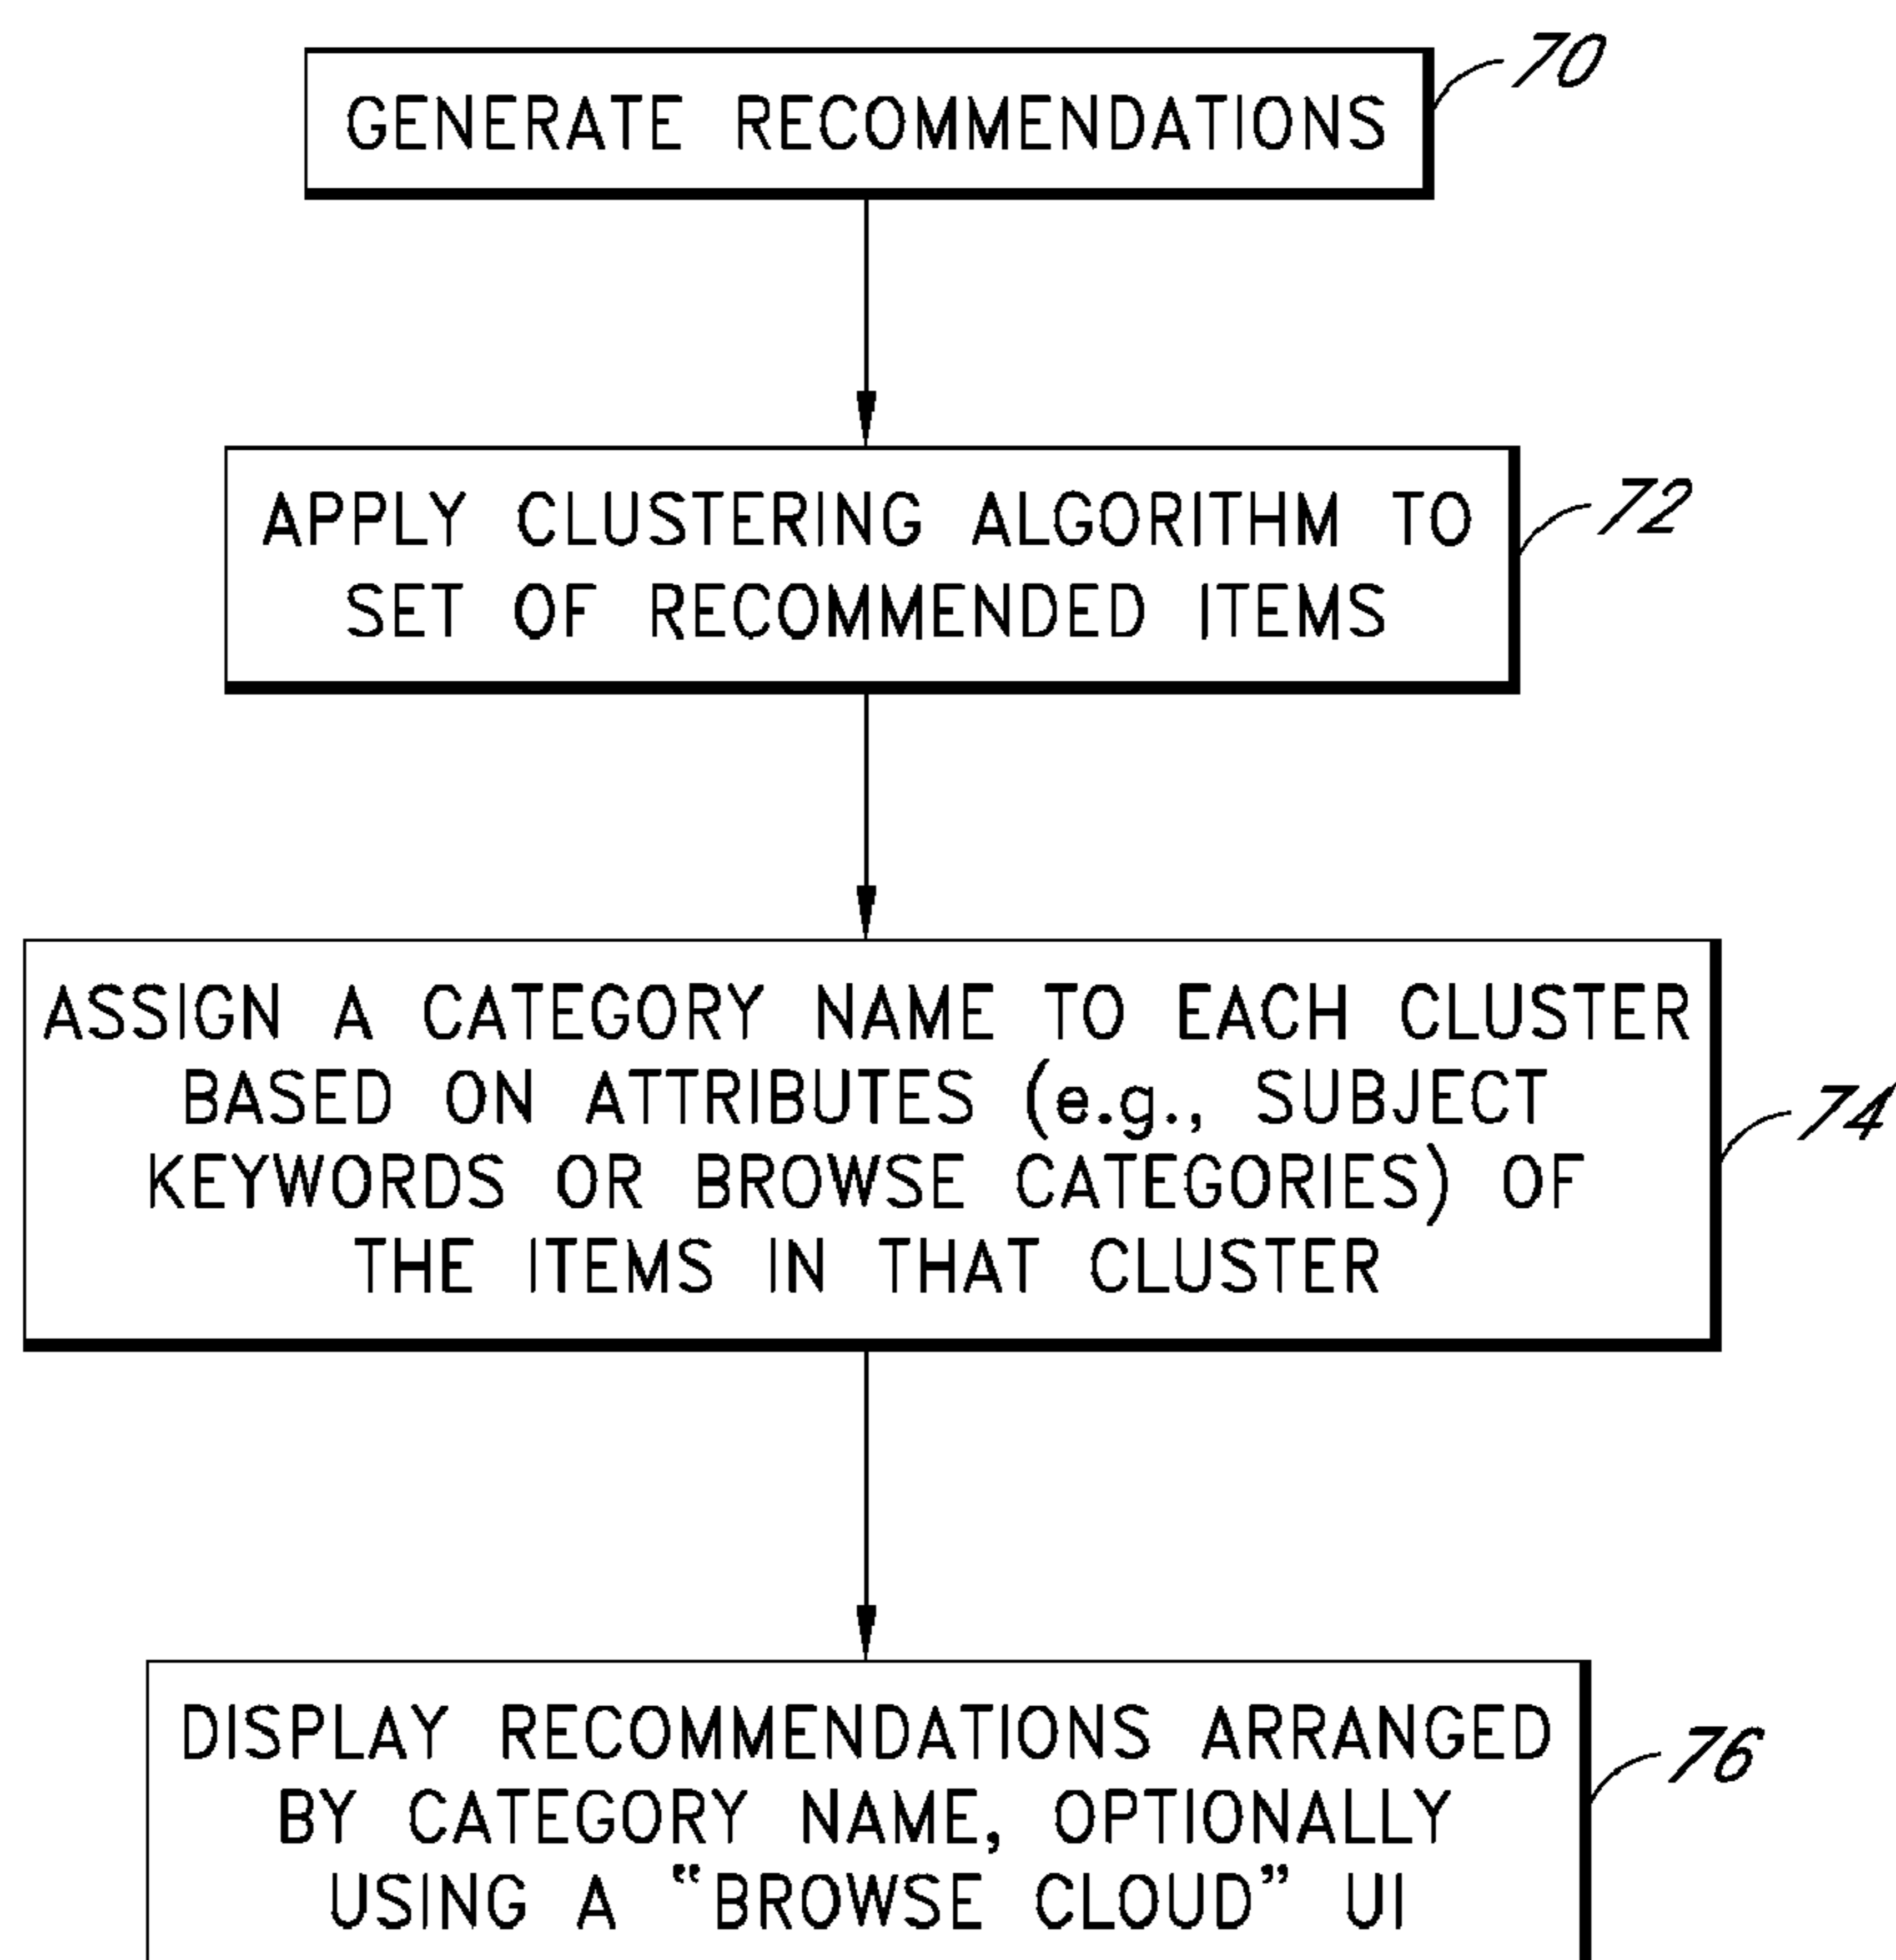 GENERATE RECOMMENDATIONS
70
APPLY CLUSTERING ALGORITHM TO
SET OF RECOMMENDED ITEMS
72
ASSIGN A CATEGORY NAME TO EACH CLUSTER
BASED ON ATTRIBUTES (e.g., SUBJECT
KEYWORDS OR BROWSE CATEGORIES) OF
THE ITEMS IN THAT CLUSTER
74
DISPLAY RECOMMENDATIONS ARRANGED
BY CATEGORY NAME, OPTIONALLY
USING A “BROWSE CLOUD” UI
76